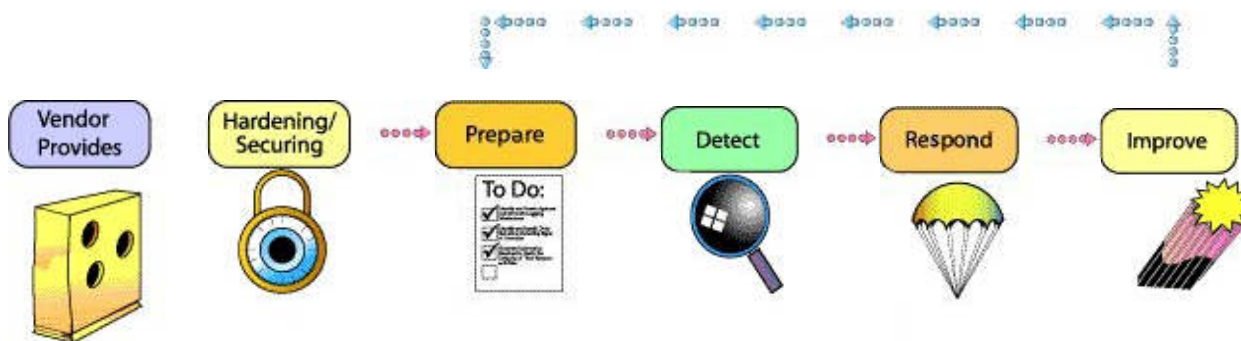 Vendor
Provides
Hardening/
Securing
Prepare
Detect
Respond
Improve
To Do: